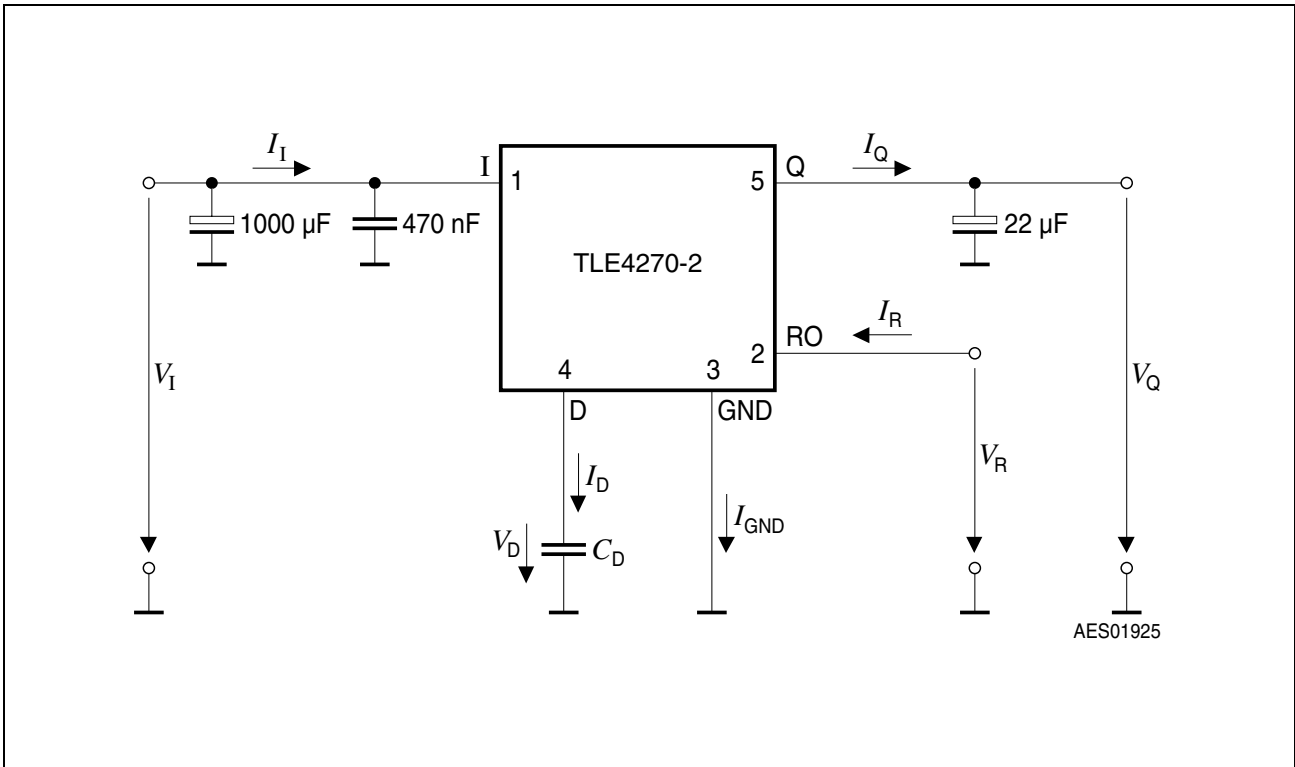 I_I
I
1
1000 µF
470 nF
TLE4270-2
5
Q
I_Q
22 µF
I_R
RO
2
4
3
D
GND
V_I
V_Q
V_R
I_D
I_GND
V_D
C_D
AES01925